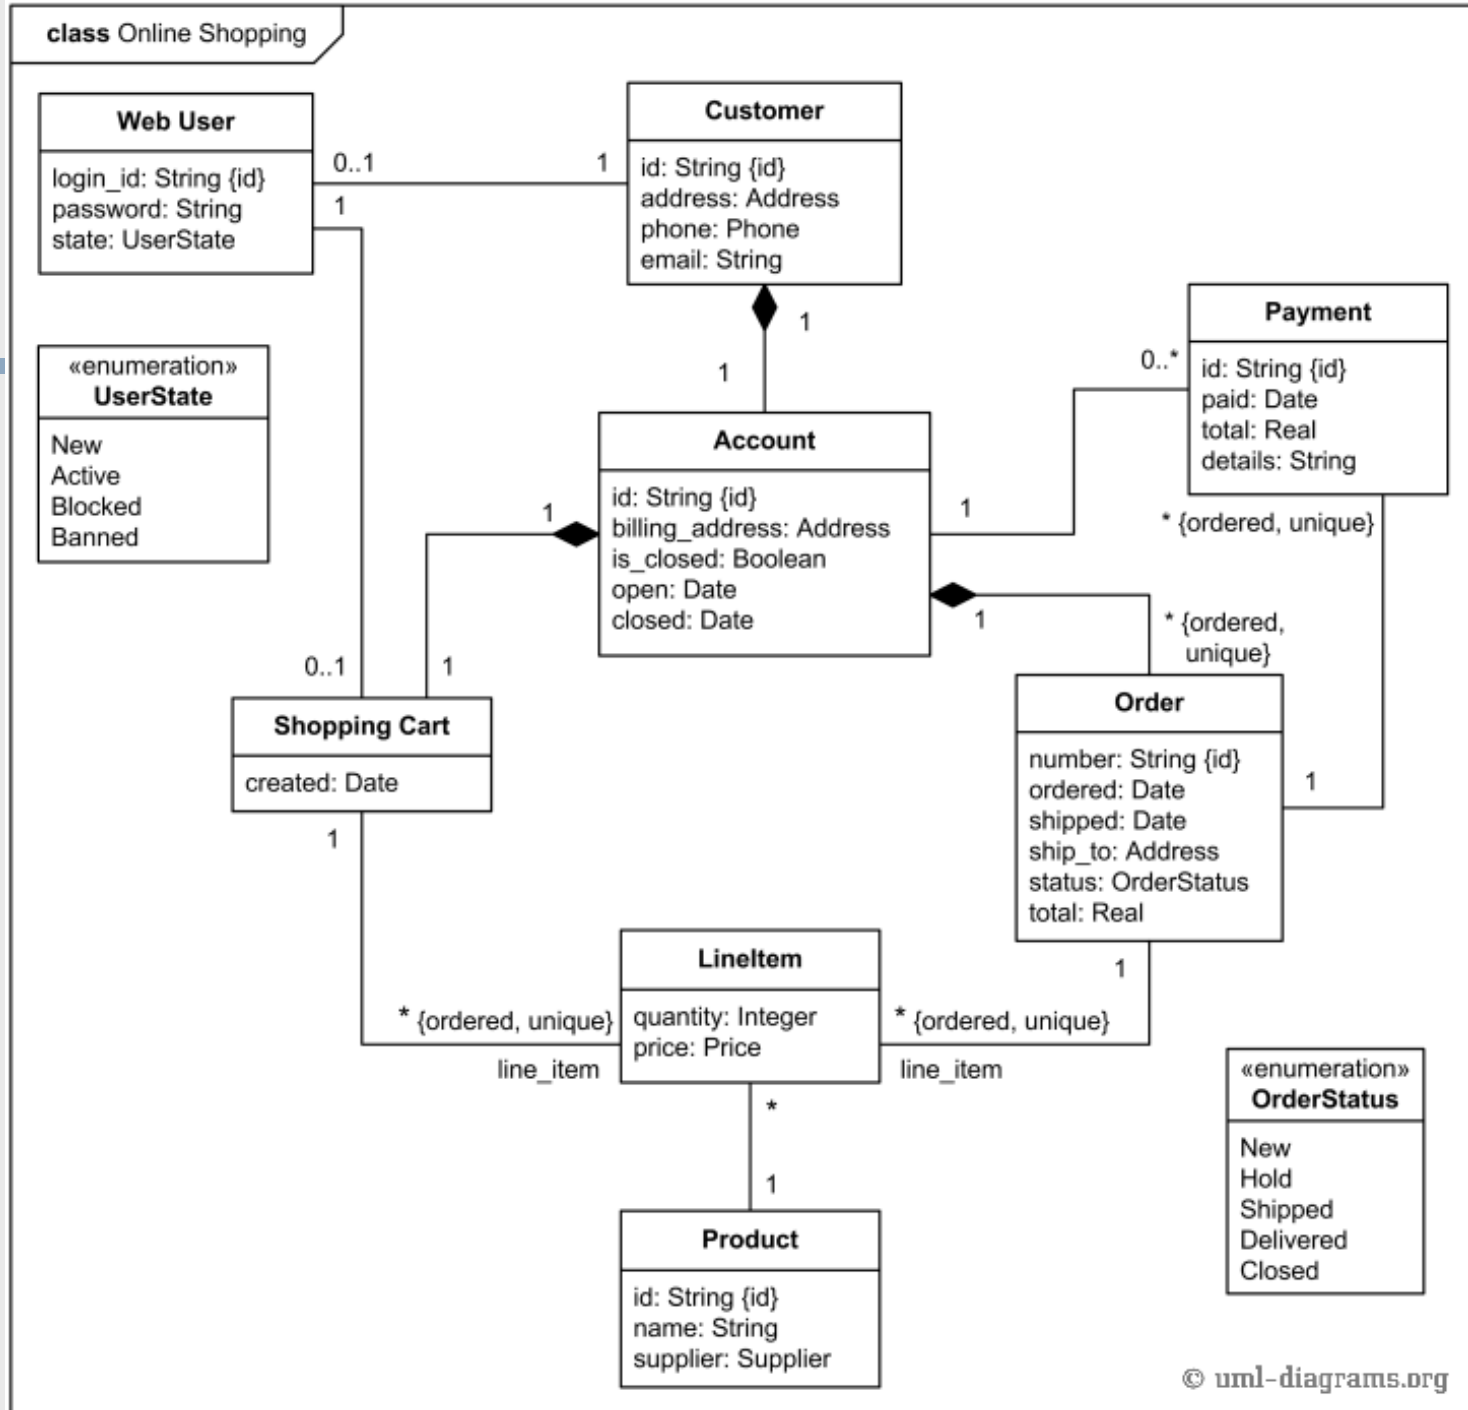 class Online Shopping
Web User
login_id: String {id}
password: String
state: UserState
0..1
1
1
Customer
id: String {id}
address: Address
phone: Phone
email: String
1
1
«enumeration»
UserState
New
Active
Blocked
Banned
Account
id: String {id}
billing_address: Address
is_closed: Boolean
open: Date
closed: Date
1
1
1
Payment
id: String {id}
paid: Date
total: Real
details: String
0..*
* {ordered, unique}
* {ordered,
unique}
0..1
1
Shopping Cart
created: Date
1
Order
number: String {id}
ordered: Date
shipped: Date
ship_to: Address
status: OrderStatus
total: Real
1
1
LineItem
quantity: Integer
price: Price
* {ordered, unique}
line_item
* {ordered, unique}
line_item
*
1
Product
id: String {id}
name: String
supplier: Supplier
«enumeration»
OrderStatus
New
Hold
Shipped
Delivered
Closed
© uml-diagrams.org